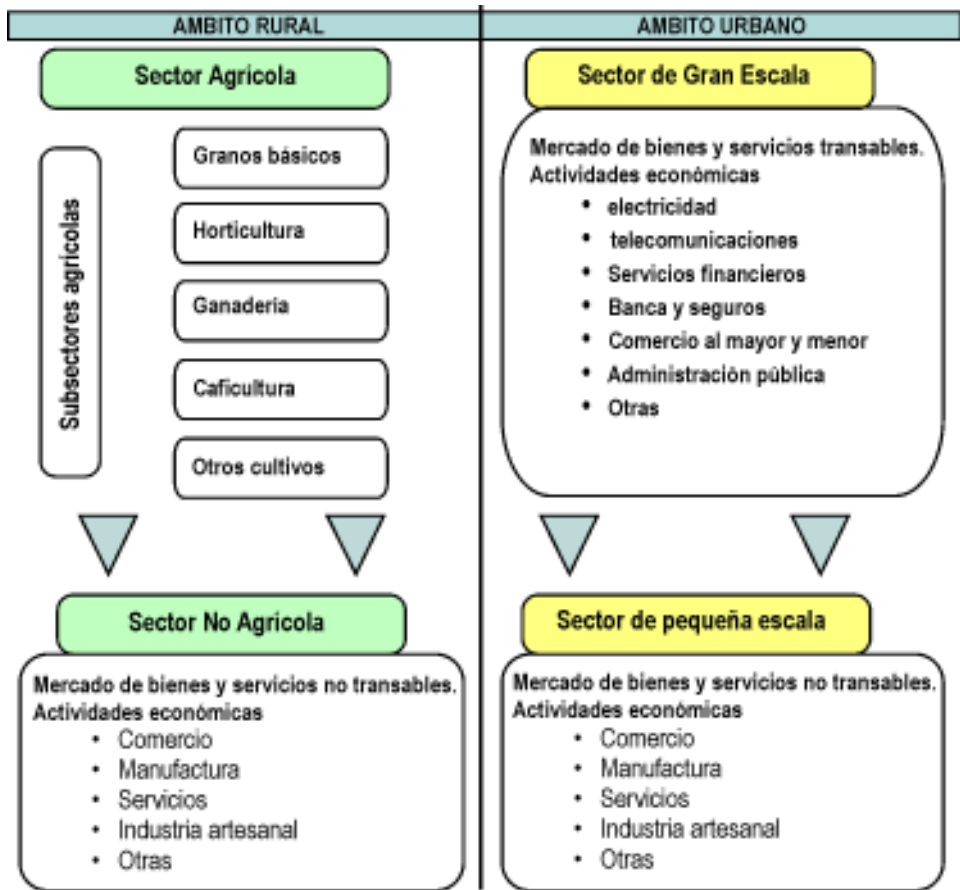 AMBITO RURAL
Sector Agrícola
Subsectores agrícolas
Granos básicos
Horticultura
Ganadería
Caficultura
Otros cultivos
Sector No Agrícola
Mercado de bienes y servicios no transables.
Actividades económicas
• Comercio
• Manufactura
• Servicios
• Industria artesanal
• Otras
AMBITO URBANO
Sector de Gran Escala
Mercado de bienes y servicios transables.
Actividades económicas
• electricidad
• telecomunicaciones
• Servicios financieros
• Banca y seguros
• Comercio al mayor y menor
• Administración pública
• Otras
Sector de pequeña escala
Mercado de bienes y servicios no transables.
Actividades económicas
• Comercio
• Manufactura
• Servicios
• Industria artesanal
• Otras